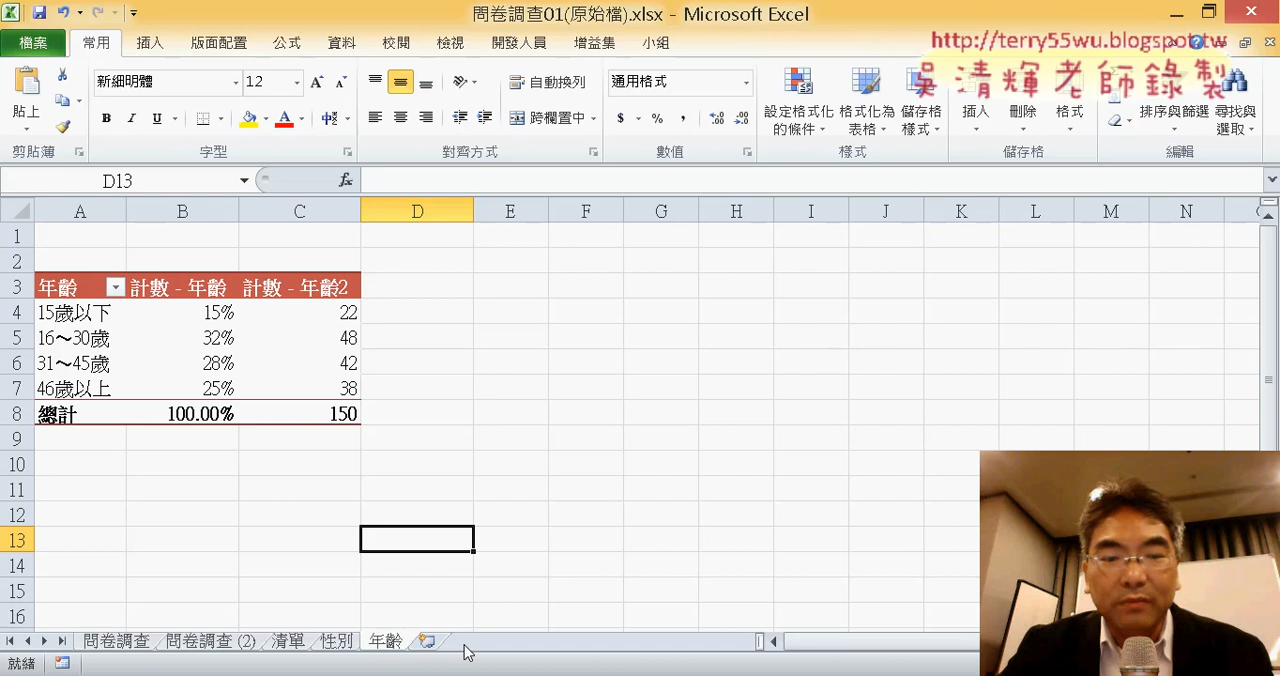 問卷調查01(原始檔).xlsx - Microsoft Excel
檔案 常用 插入 版面配置 公式 資料 校閱 檢視 開發人員 增益集 小組
http://terry55wu.blogspot.tw
吳清輝老師錄製
貼上
新細明體 12
B I U
自動換列
跨欄置中
通用格式
$ % ,
設定格式化的條件
格式化為表格
儲存格樣式
插入 刪除 格式
排序與篩選
尋找與選取
剪貼簿 字型 對齊方式 數值 樣式 儲存格 編輯
D13 fx
A B C D E F G H I J K L M N
1
2
3 年齡 計數 - 年齡 計數 - 年齡2
4 15歲以下 15% 22
5 16～30歲 32% 48
6 31～45歲 28% 42
7 46歲以上 25% 38
8 總計 100.00% 150
9
10
11
12
13
14
15
16
問卷調查 問卷調查 (2) 清單 性別 年齡
就緒